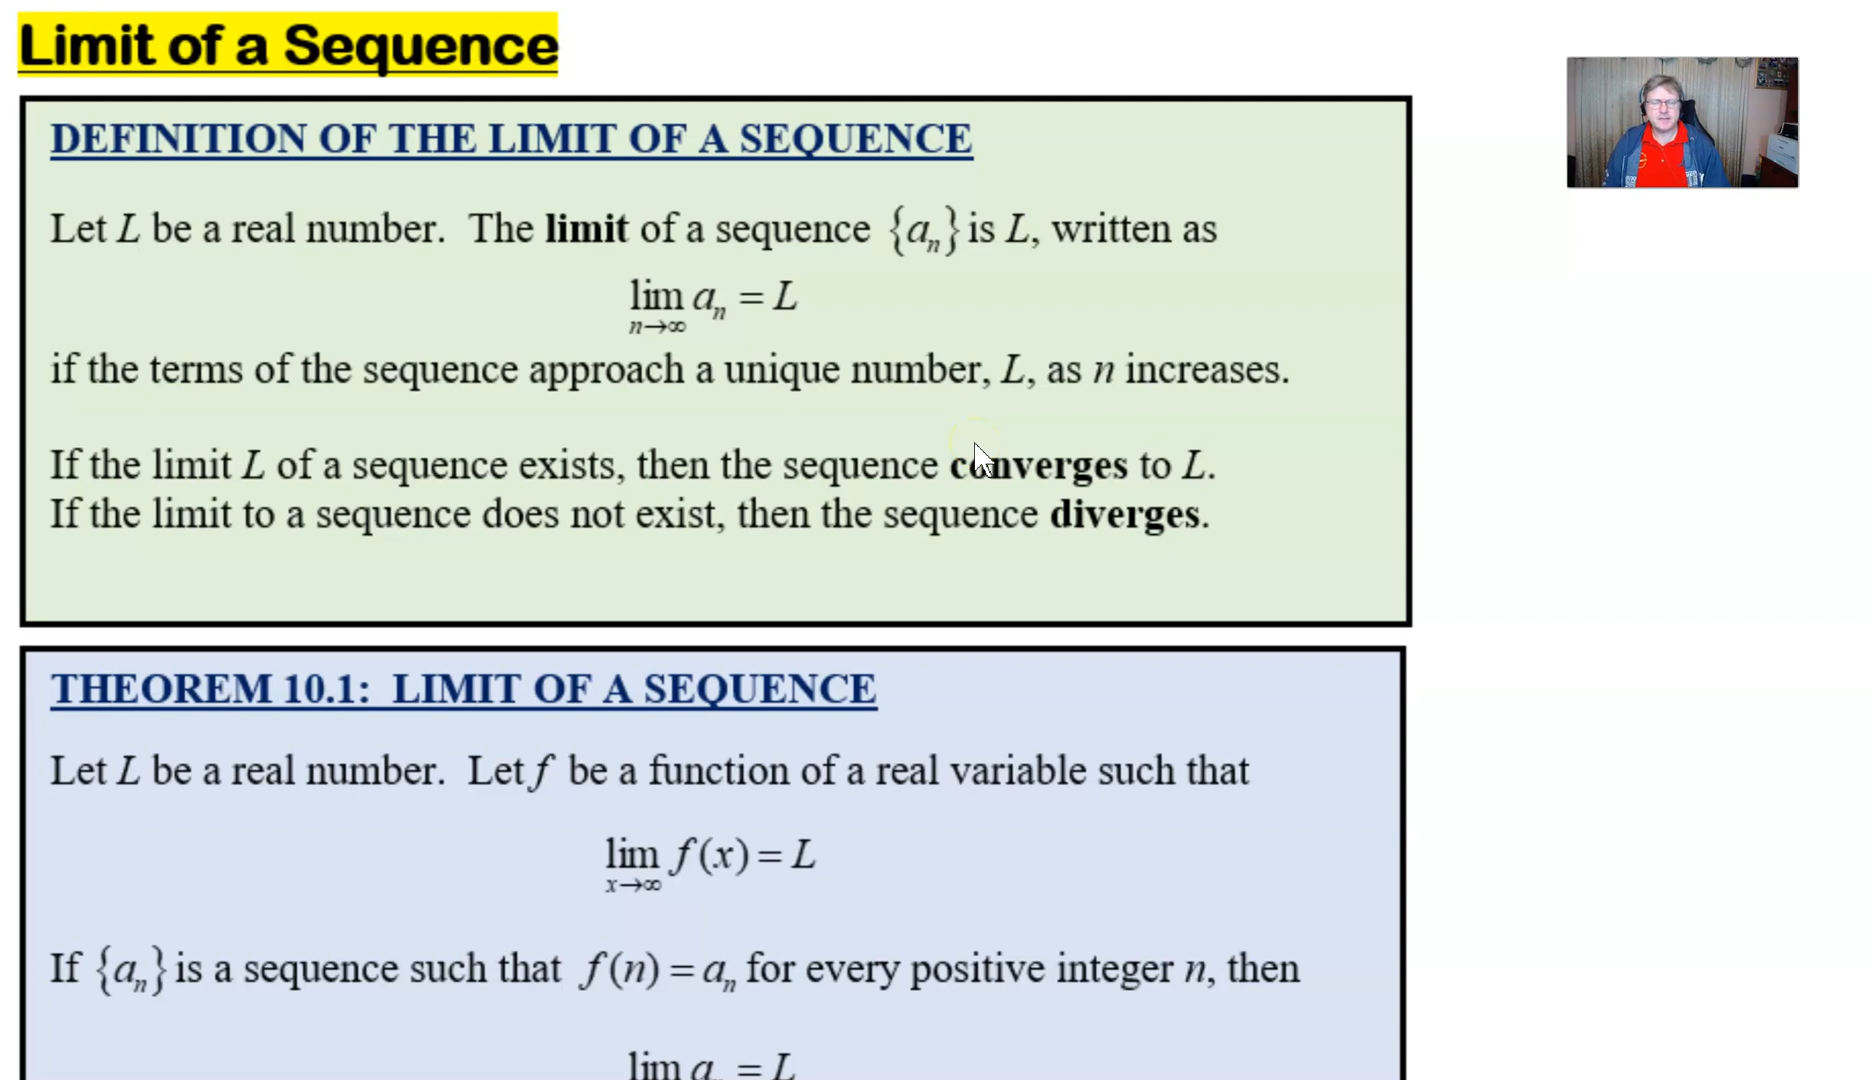 Limit of a Sequence
DEFINITION OF THE LIMIT OF A SEQUENCE
Let L be a real number. The limit of a sequence {aₙ} is L, written as
lim aₙ = L
n→∞
if the terms of the sequence approach a unique number, L, as n increases.
If the limit L of a sequence exists, then the sequence converges to L.
If the limit to a sequence does not exist, then the sequence diverges.
THEOREM 10.1: LIMIT OF A SEQUENCE
Let L be a real number. Let f be a function of a real variable such that
lim f(x) = L
x→∞
If {aₙ} is a sequence such that f(n) = aₙ for every positive integer n, then
lim aₙ = L